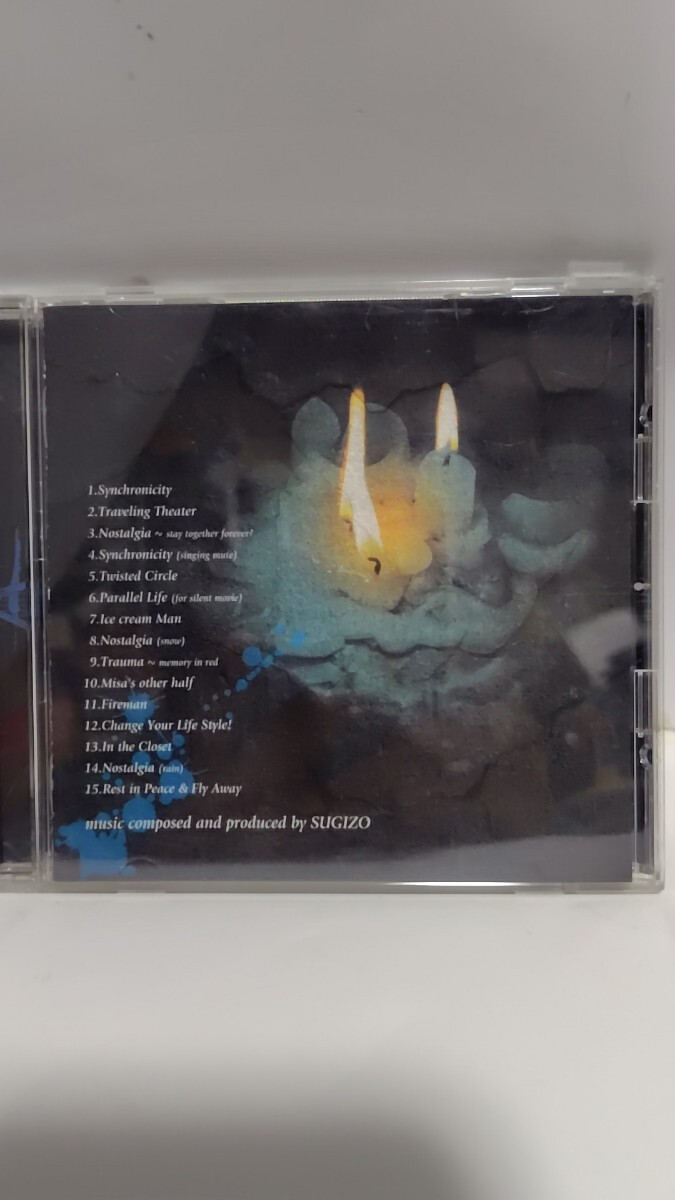 1.Synchronicity
2.Traveling Theater
3.Nostalgia ~ stay together forever?
4.Synchronicity (singing muse)
5.Twisted Circle
6.Parallel Life (for silent movie)
7.Ice cream Man
8.Nostalgia (snow)
9.Trauma ~ memory in red
10.Misa's other half
11.Fireman
12.Change Your Life Style!
13.In the Closet
14.Nostalgia (rain)
15.Rest in Peace & Fly Away
music composed and produced by SUGIZO